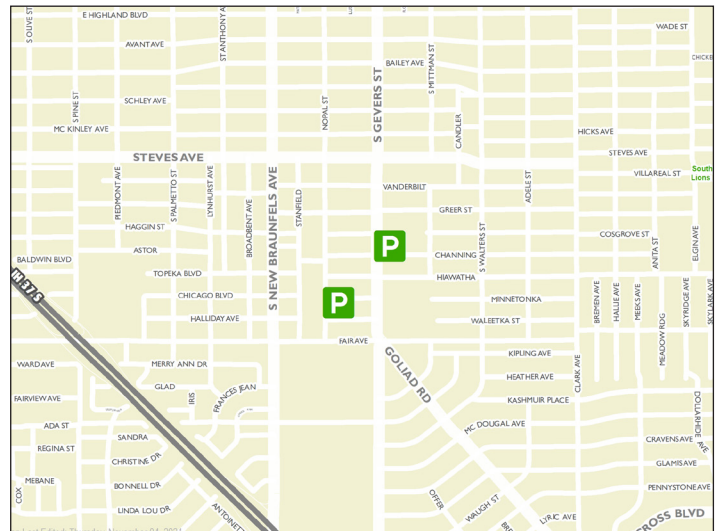 E HIGHLAND BLVD
S OLIVE ST
AVANT AVE
ST ANTHONY A
BAILEY AVE
S MITTMAN ST
WADE ST
CHICKE
S PINE ST
SCHLEY AVE
NOPAL ST
S GEVERS ST
CANDLER
MC KINLEY AVE
HICKS AVE
STEVES AVE
STEVES AVE
VILLAREAL ST
South
Lions
PIEDMONT AVE
S PALMETTO ST
LYNHURST AVE
BROADBENT AVE
S NEW BRAUNFELS AVE
STANFIELD
VANDERBILT
ADELE ST
GREER ST
HAGGIN ST
S WALTERS ST
COSGROVE ST
ANITA ST
ELGIN AVE
P
ASTOR
CHANNING
BALDWIN BLVD
TOPEKA BLVD
HIAWATHA
IH 37 S
CHICAGO BLVD
P
MINNETONKA
BREMEN AVE
HALLIE AVE
MEEKS AVE
MEADOW RDG
SKYRIDGE AVE
SKYLARK AVE
HALLIDAY AVE
WALEETKA ST
FAIR AVE
GOLIAD RD
KIPLING AVE
WARD AVE
MERRY ANN DR
HEATHER AVE
CLARK AVE
GLAD
IRIS
FRANCES JEAN
FAIRVIEW AVE
KASHMUIR PLACE
DOLLARHIDE AVE
ADA ST
SANDRA
MC DOUGAL AVE
CRAVENS AVE
REGINA ST
CHRISTINE DR
GLAMIS AVE
MEBANE
COX
BONNELL DR
PENNYSTONE AVE
OFFER
WAUGH ST
LINDA LOU DR
ANTOINET
BRE
LYRIC AVE
ROSS BLVD